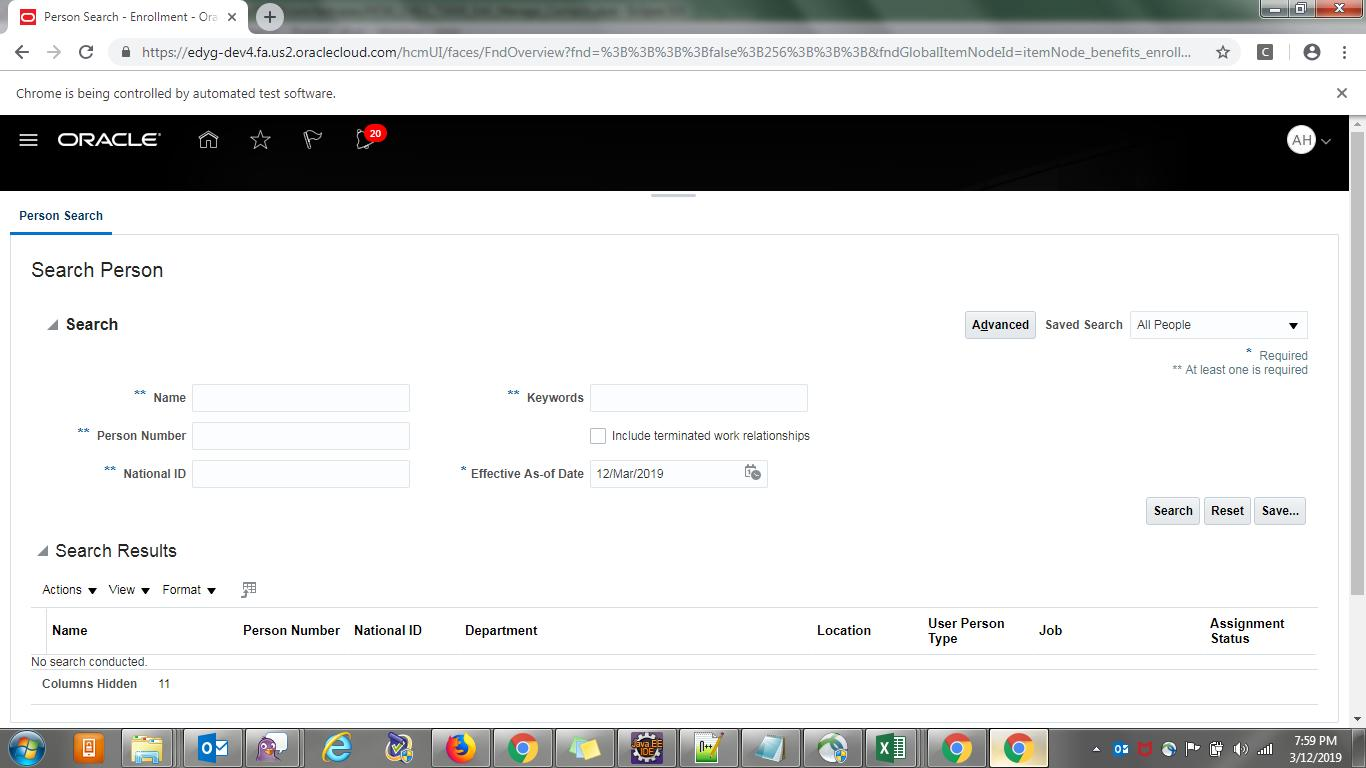 Person Search - Enrollment - Ora
https://edyg-dev4.fa.us2.oraclecloud.com/hcmUI/faces/FndOverview?fnd=%3B%3B%3B%3Bfalse%3B256%3B%3B%3B&fndGlobalItemNodeId=itemNode_benefits_enroll...
Chrome is being controlled by automated test software.
ORACLE 20 AH
Person Search
Search Person
Search Advanced Saved Search All People
* Required
** At least one is required
** Name ** Keywords
** Person Number Include terminated work relationships
** National ID * Effective As-of Date 12/Mar/2019
Search Reset Save...
Search Results
Actions View Format
Name Person Number National ID Department Location User Person Type Job Assignment Status
No search conducted.
Columns Hidden 11
7:59 PM
3/12/2019